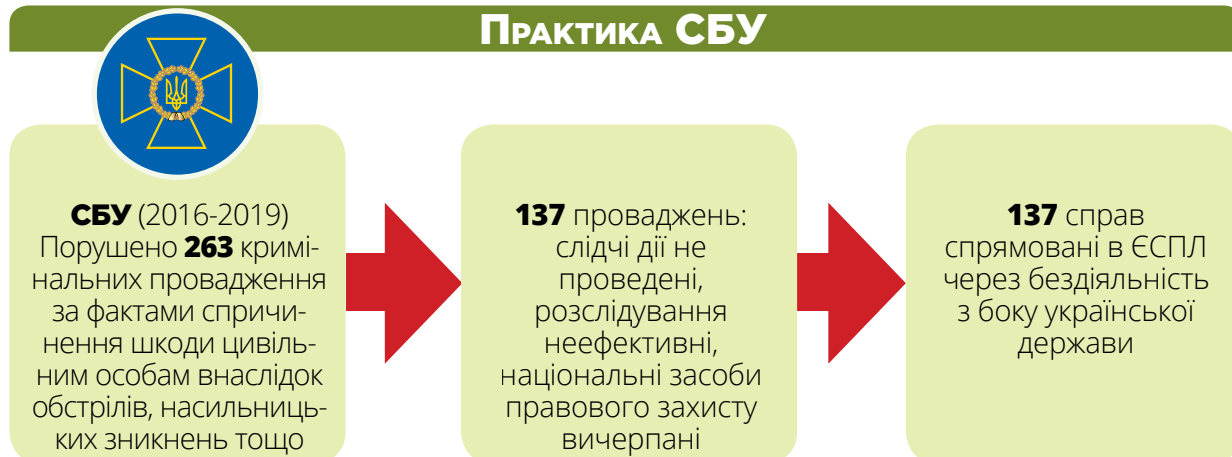 Практика СБУ
СБУ (2016-2019)
Порушено 263 кримі-
нальних провадження
за фактами спричи-
нення шкоди цивіль-
ним особам внаслідок
обстрілів, насильниць-
ких зникнень тощо
137 проваджень:
слідчі дії не
проведені,
розслідування
неефективні,
національні засоби
правового захисту
вичерпані
137 справ
спрямовані в ЄСПЛ
через бездіяльність
з боку української
держави